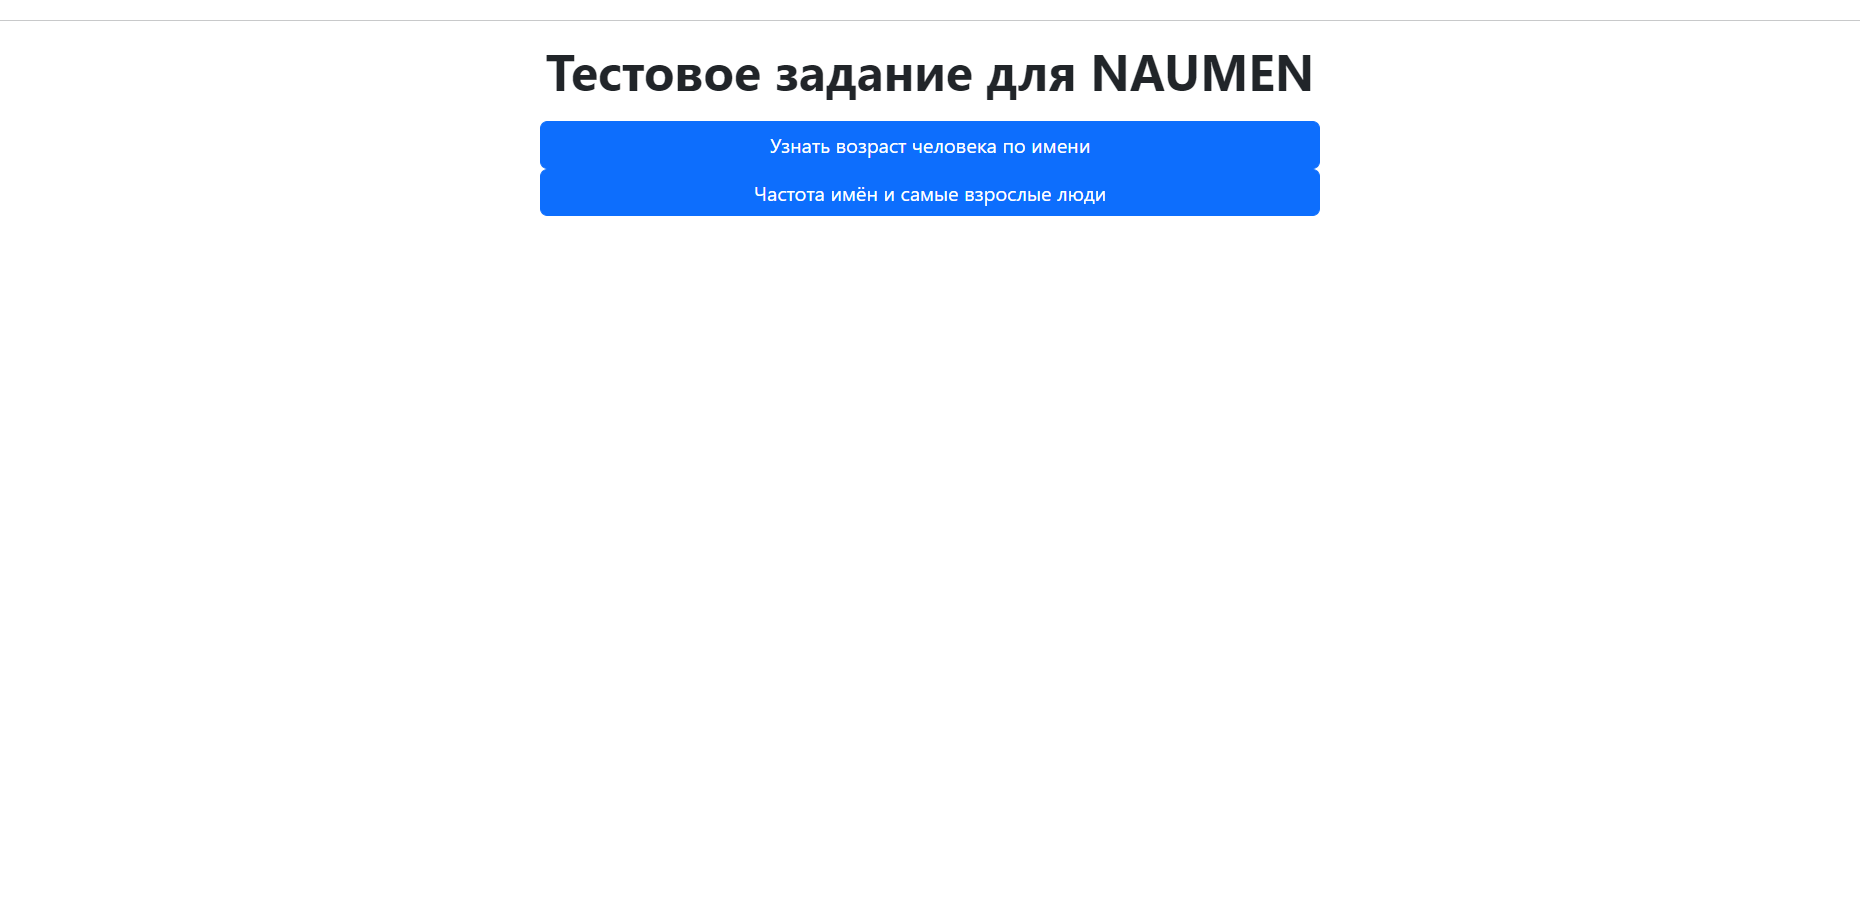 Тестовое задание для NAUMEN
Узнать возраст человека по имени
Частота имён и самые взрослые люди